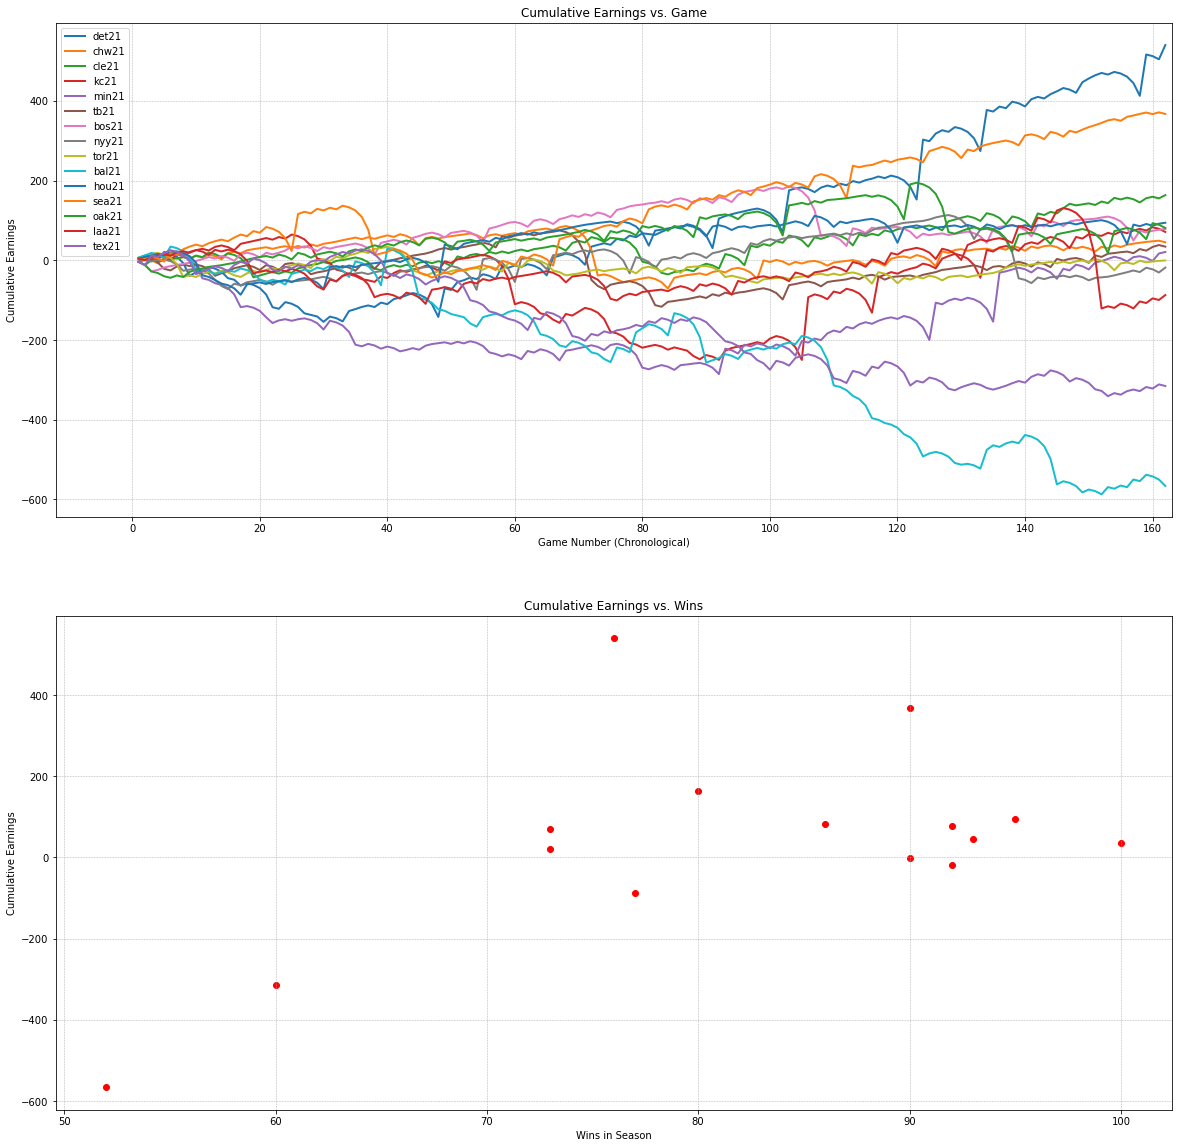 Cumulative Earnings vs. Game
det21
chw21
cle21
kc21
min21
tb21
bos21
nyy21
tor21
bal21
hou21
sea21
oak21
laa21
tex21
400
200
0
−200
−400
−600
Cumulative Earnings
0 20 40 60 80 100 120 140 160
Game Number (Chronological)
Cumulative Earnings vs. Wins
400
200
0
−200
−400
−600
Cumulative Earnings
50 60 70 80 90 100
Wins in Season